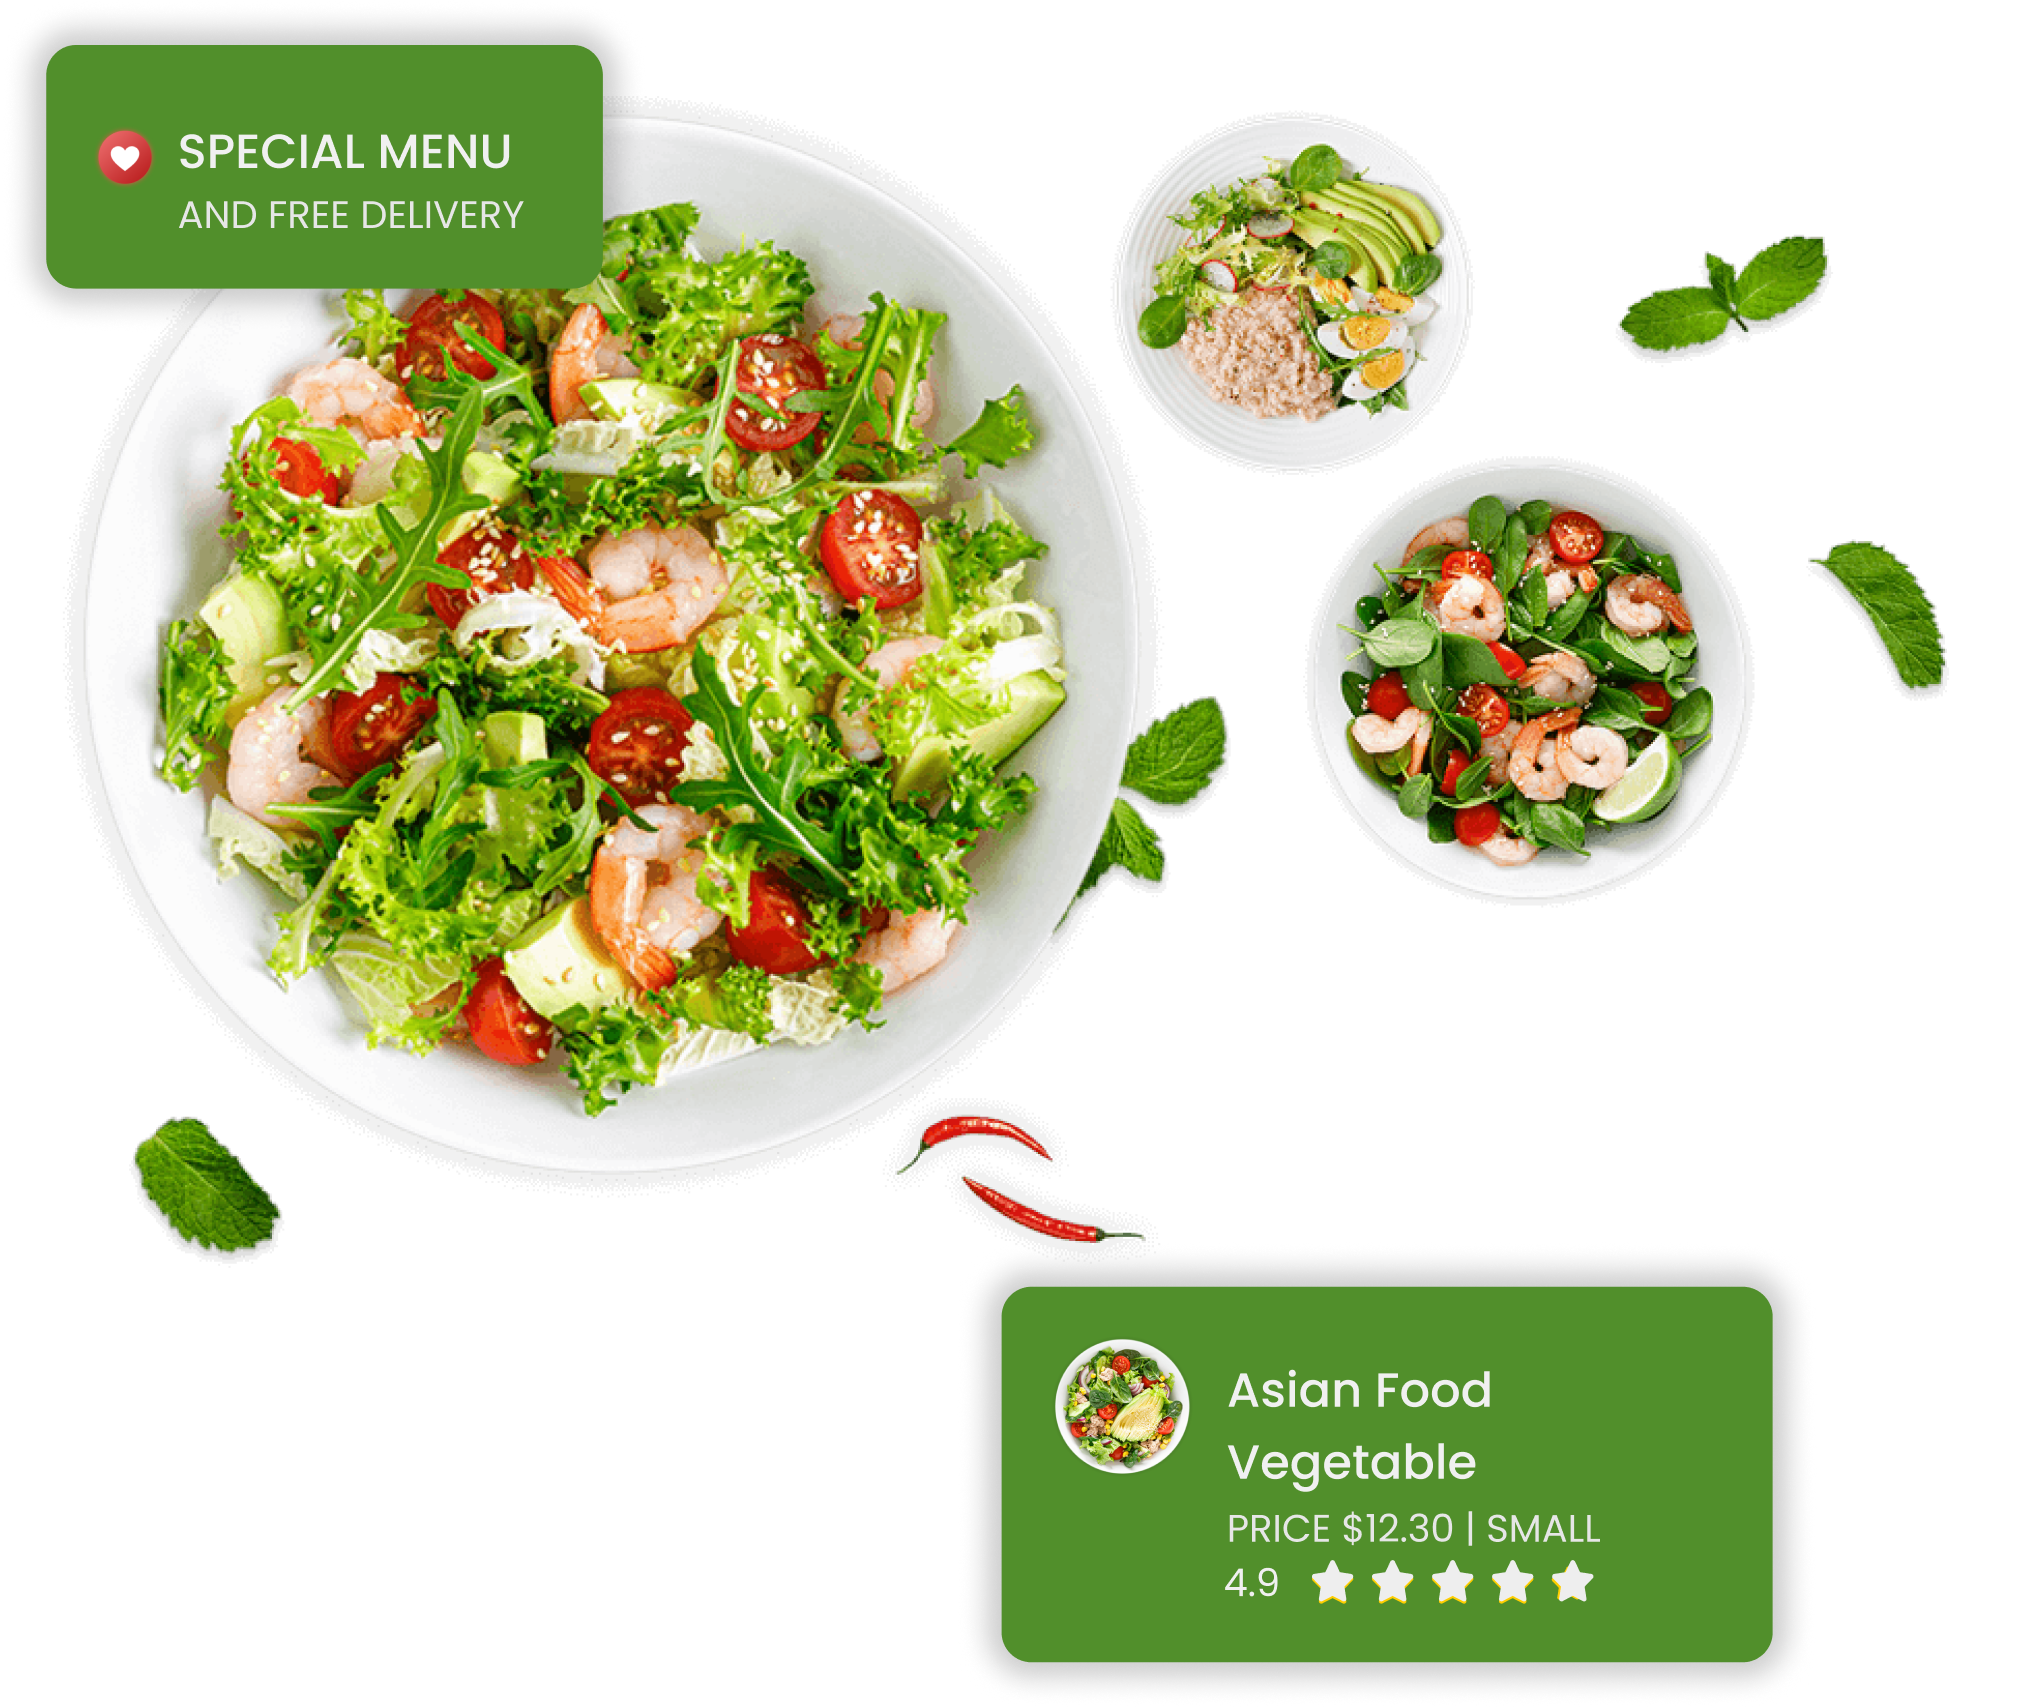 SPECIAL MENU
AND FREE DELIVERY
Asian Food
Vegetable
PRICE $12.30 | SMALL
4.9